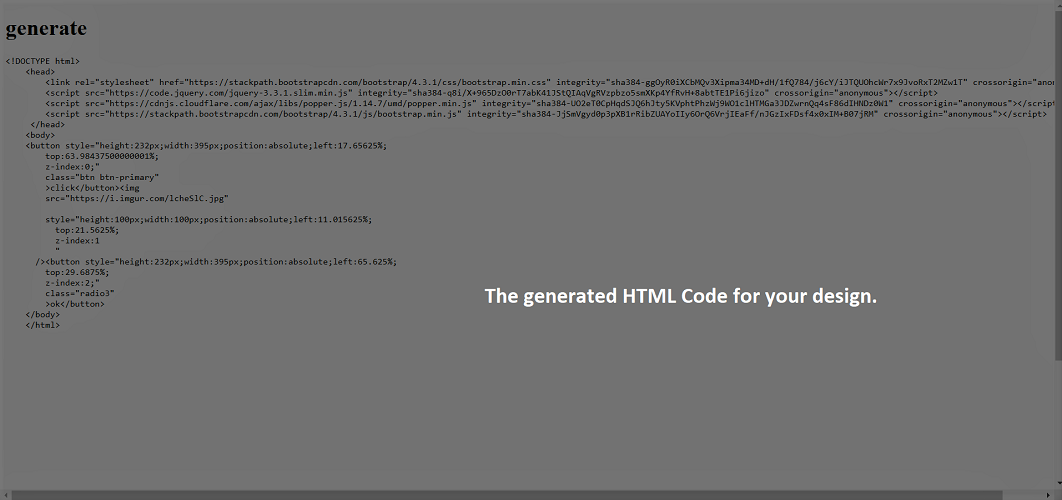 generate
<!DOCTYPE html>
<head>
<link rel="stylesheet" href="https://stackpath.bootstrapcdn.com/bootstrap/4.3.1/css/bootstrap.min.css" integrity="sha384-ggOyR0iXCbMQv3Xipma34MD+dH/1fQ784/j6cY/iJTQUOhcWr7x9JvoRxT2MZw1T" crossorigin="anon
<script src="https://code.jquery.com/jquery-3.3.1.slim.min.js" integrity="sha384-q8i/X+965DzO0rT7abK41JStQIAqVgRVzpbzo5smXKp4YfRvH+8abtTE1Pi6jizo" crossorigin="anonymous"></script>
<script src="https://cdnjs.cloudflare.com/ajax/libs/popper.js/1.14.7/umd/popper.min.js" integrity="sha384-UO2eT0CpHqdSJQ6hJty5KVphtPhzWj9WO1clHTMGa3JDZwrnQq4sF86dIHNDz0W1" crossorigin="anonymous"></script
<script src="https://stackpath.bootstrapcdn.com/bootstrap/4.3.1/js/bootstrap.min.js" integrity="sha384-JjSmVgyd0p3pXB1rRibZUAYoIIy6OrQ6VrjIEaFf/nJGzIxFDsf4x0xIM+B07jRM" crossorigin="anonymous"></script>
</head>
<body>
<button style="height:232px;width:395px;position:absolute;left:17.65625%;
top:63.98437500000001%;
z-index:0;"
class="btn btn-primary"
>click</button><img
src="https://i.imgur.com/lcheSlC.jpg"
style="height:100px;width:100px;position:absolute;left:11.015625%;
top:21.5625%;
z-index:1
"
/><button style="height:232px;width:395px;position:absolute;left:65.625%;
top:29.6875%;
z-index:2;"
class="radio3"
>ok</button>
</body>
</html>
The generated HTML Code for your design.